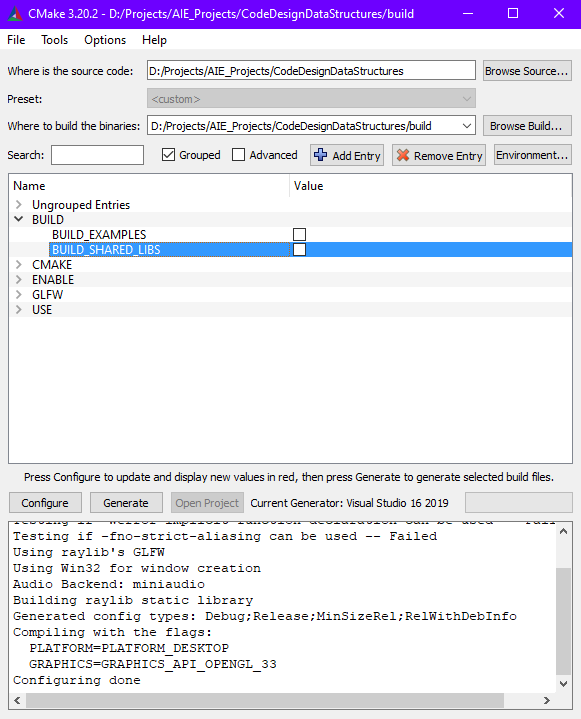 CMake 3.20.2 - D:/Projects/AIE_Projects/CodeDesignDataStructures/build
File Tools Options Help
Where is the source code: D:/Projects/AIE_Projects/CodeDesignDataStructures Browse Source...
Preset: <custom>
Where to build the binaries: D:/Projects/AIE_Projects/CodeDesignDataStructures/build Browse Build...
Search: Grouped Advanced Add Entry Remove Entry Environment...
Name Value
Ungrouped Entries
BUILD
BUILD_EXAMPLES
BUILD_SHARED_LIBS
CMAKE
ENABLE
GLFW
USE
Press Configure to update and display new values in red, then press Generate to generate selected build files.
Configure Generate Open Project Current Generator: Visual Studio 16 2019
Testing if -fno-strict-aliasing can be used -- Failed
Using raylib's GLFW
Using Win32 for window creation
Audio Backend: miniaudio
Building raylib static library
Generated config types: Debug;Release;MinSizeRel;RelWithDebInfo
Compiling with the flags:
PLATFORM=PLATFORM_DESKTOP
GRAPHICS=GRAPHICS_API_OPENGL_33
Configuring done